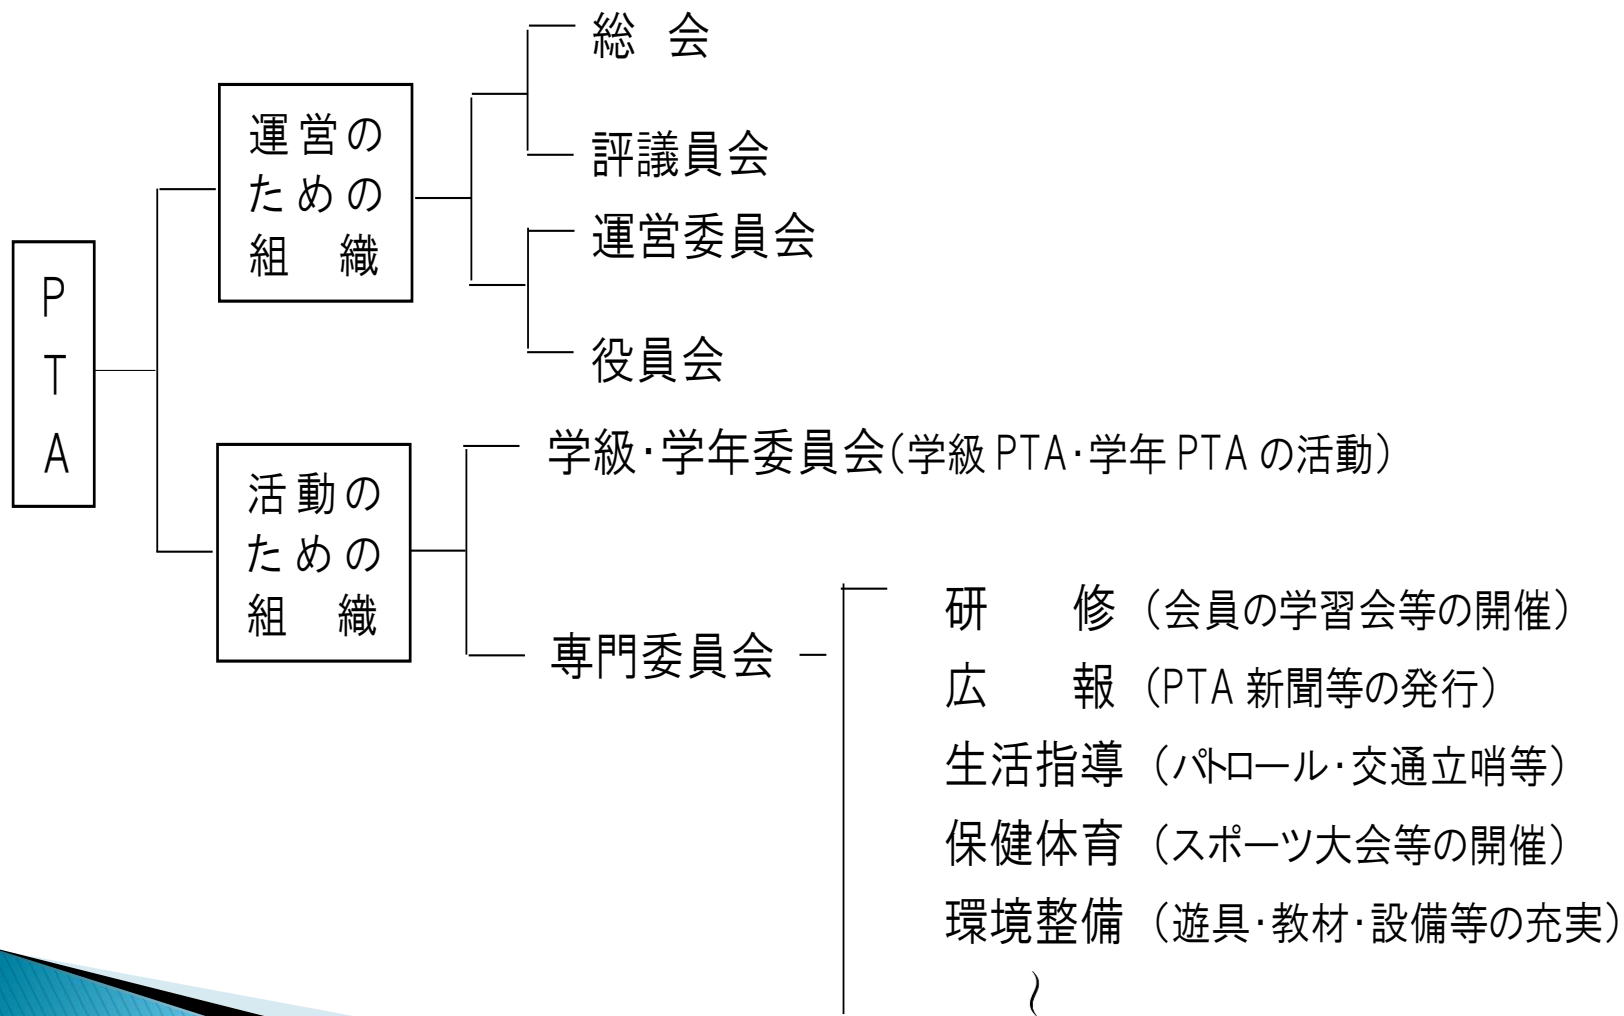 PTA
運営の
ための
組　織
総　会
評議員会
運営委員会
役員会
活動の
ための
組　織
学級・学年委員会(学級 PTA・学年 PTA の活動)
専門委員会
研　修（会員の学習会等の開催）
広　報（PTA 新聞等の発行）
生活指導（パトロール・交通立哨等）
保健体育（スポーツ大会等の開催）
環境整備（遊具・教材・設備等の充実）
～